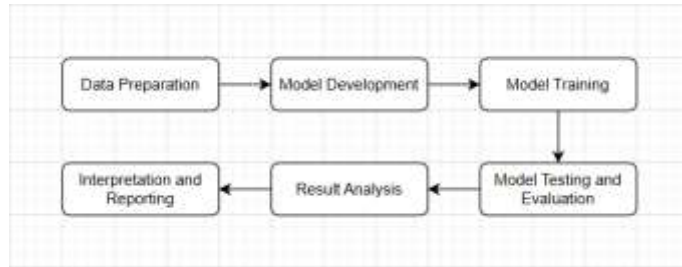 Data Preparation
Model Development
Model Training
Interpretation and
Reporting
Result Analysis
Model Testing and
Evaluation